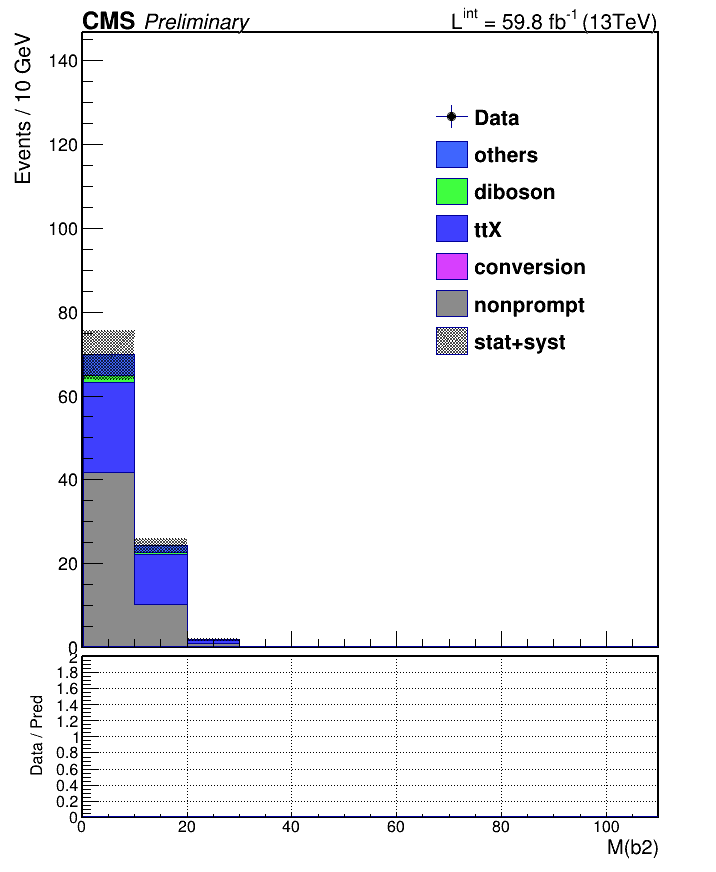 CMS Preliminary
L^int = 59.8 fb^-1 (13TeV)
Events / 10 GeV
140
120
100
80
60
40
20
0
Data
others
diboson
ttX
conversion
nonprompt
stat+syst
Data / Pred
2
1.8
1.6
1.4
1.2
1
0.8
0.6
0.4
0.2
0
0 20 40 60 80 100
M(b2)